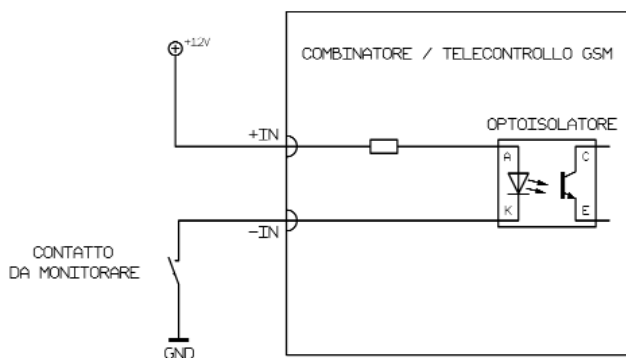 +12V
COMBINATORE / TELECONTROLLO GSM
OPTOISOLATORE
+IN
A
C
K
E
-IN
CONTATTO
DA MONITORARE
GND